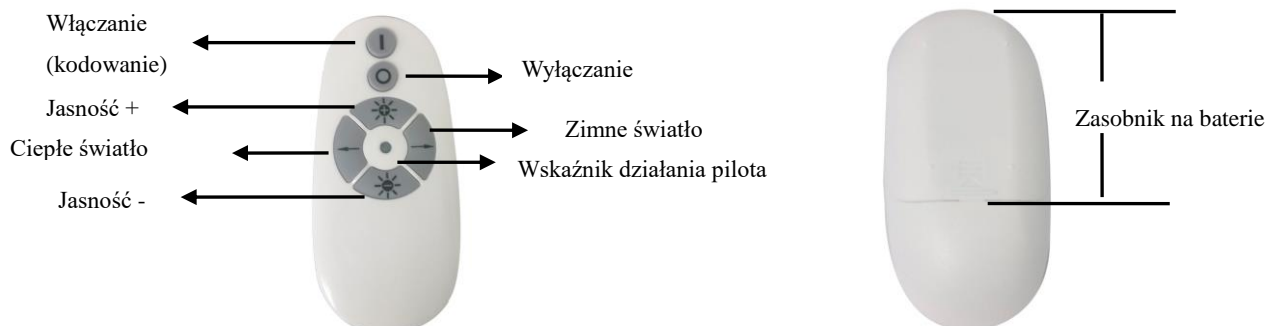 Włączanie
(kodowanie)
Wyłączanie
Jasność +
Zimne światło
Ciepłe światło
Wskaźnik działania pilota
Jasność -
Zasobnik na baterie